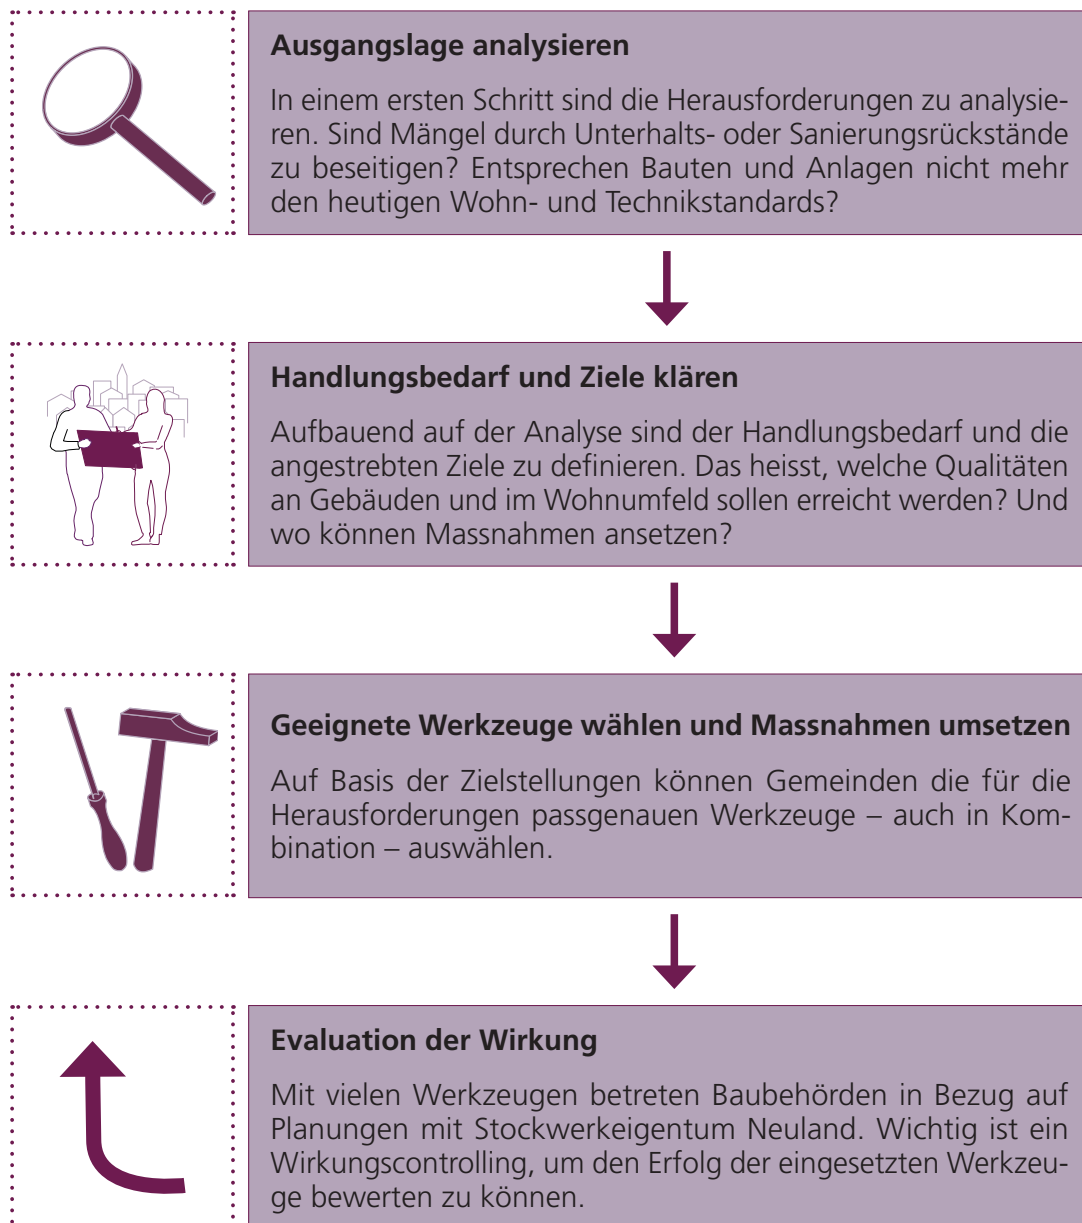 Ausgangslage analysieren
In einem ersten Schritt sind die Herausforderungen zu analysie-
ren. Sind Mängel durch Unterhalts- oder Sanierungsrückstände
zu beseitigen? Entsprechen Bauten und Anlagen nicht mehr
den heutigen Wohn- und Technikstandards?
Handlungsbedarf und Ziele klären
Aufbauend auf der Analyse sind der Handlungsbedarf und die
angestrebten Ziele zu definieren. Das heisst, welche Qualitäten
an Gebäuden und im Wohnumfeld sollen erreicht werden? Und
wo können Massnahmen ansetzen?
Geeignete Werkzeuge wählen und Massnahmen umsetzen
Auf Basis der Zielstellungen können Gemeinden die für die
Herausforderungen passgenauen Werkzeuge – auch in Kom-
bination – auswählen.
Evaluation der Wirkung
Mit vielen Werkzeugen betreten Baubehörden in Bezug auf
Planungen mit Stockwerkeigentum Neuland. Wichtig ist ein
Wirkungscontrolling, um den Erfolg der eingesetzten Werkzeu-
ge bewerten zu können.